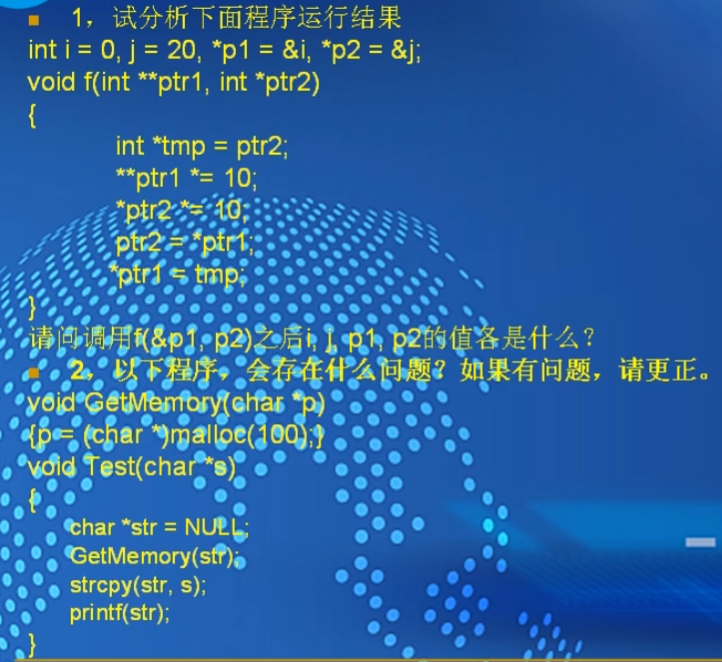 1，试分析下面程序运行结果
int i = 0, j = 20, *p1 = &i, *p2 = &j;
void f(int **ptr1, int *ptr2)
{
int *tmp = ptr2;
**ptr1 *= 10;
*ptr2 *= 10;
ptr2 = *ptr1;
*ptr1 = tmp;
}
请问调用f(&p1, p2)之后i, j, p1, p2的值各是什么？
2，以下程序，会存在什么问题？如果有问题，请更正。
void GetMemory(char *p)
{p = (char *)malloc(100);}
void Test(char *s)
{
char *str = NULL;
GetMemory(str);
strcpy(str, s);
printf(str);
}